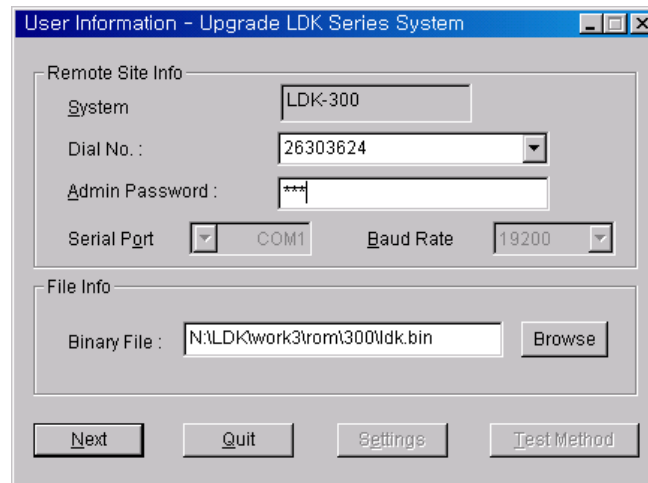 User Information - Upgrade LDK Series System
Remote Site Info
System LDK-300
Dial No. : 26303624
Admin Password : ***
Serial Port COM1 Baud Rate 19200
File Info
Binary File : N:\LDK\work3\rom\300\ldk.bin Browse
Next Quit Settings Test Method